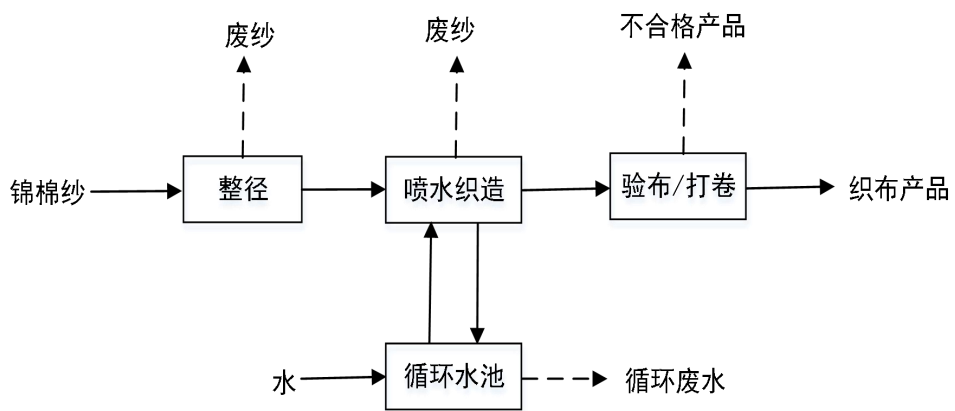 废纱
废纱
不合格产品
锦棉纱
整径
喷水织造
验布/打卷
织布产品
水
循环水池
循环废水